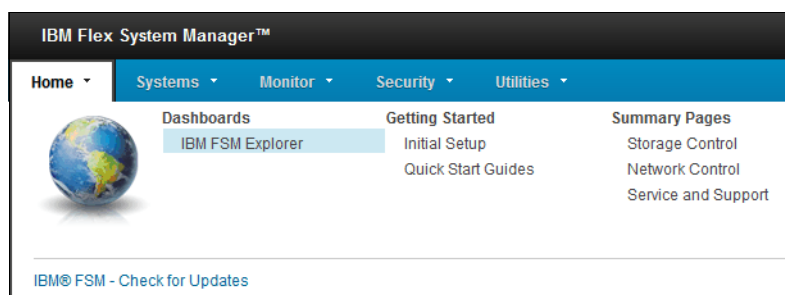 IBM Flex System Manager™
Home Systems Monitor Security Utilities
Dashboards Getting Started Summary Pages
IBM FSM Explorer Initial Setup Storage Control
Quick Start Guides Network Control
Service and Support
IBM® FSM - Check for Updates